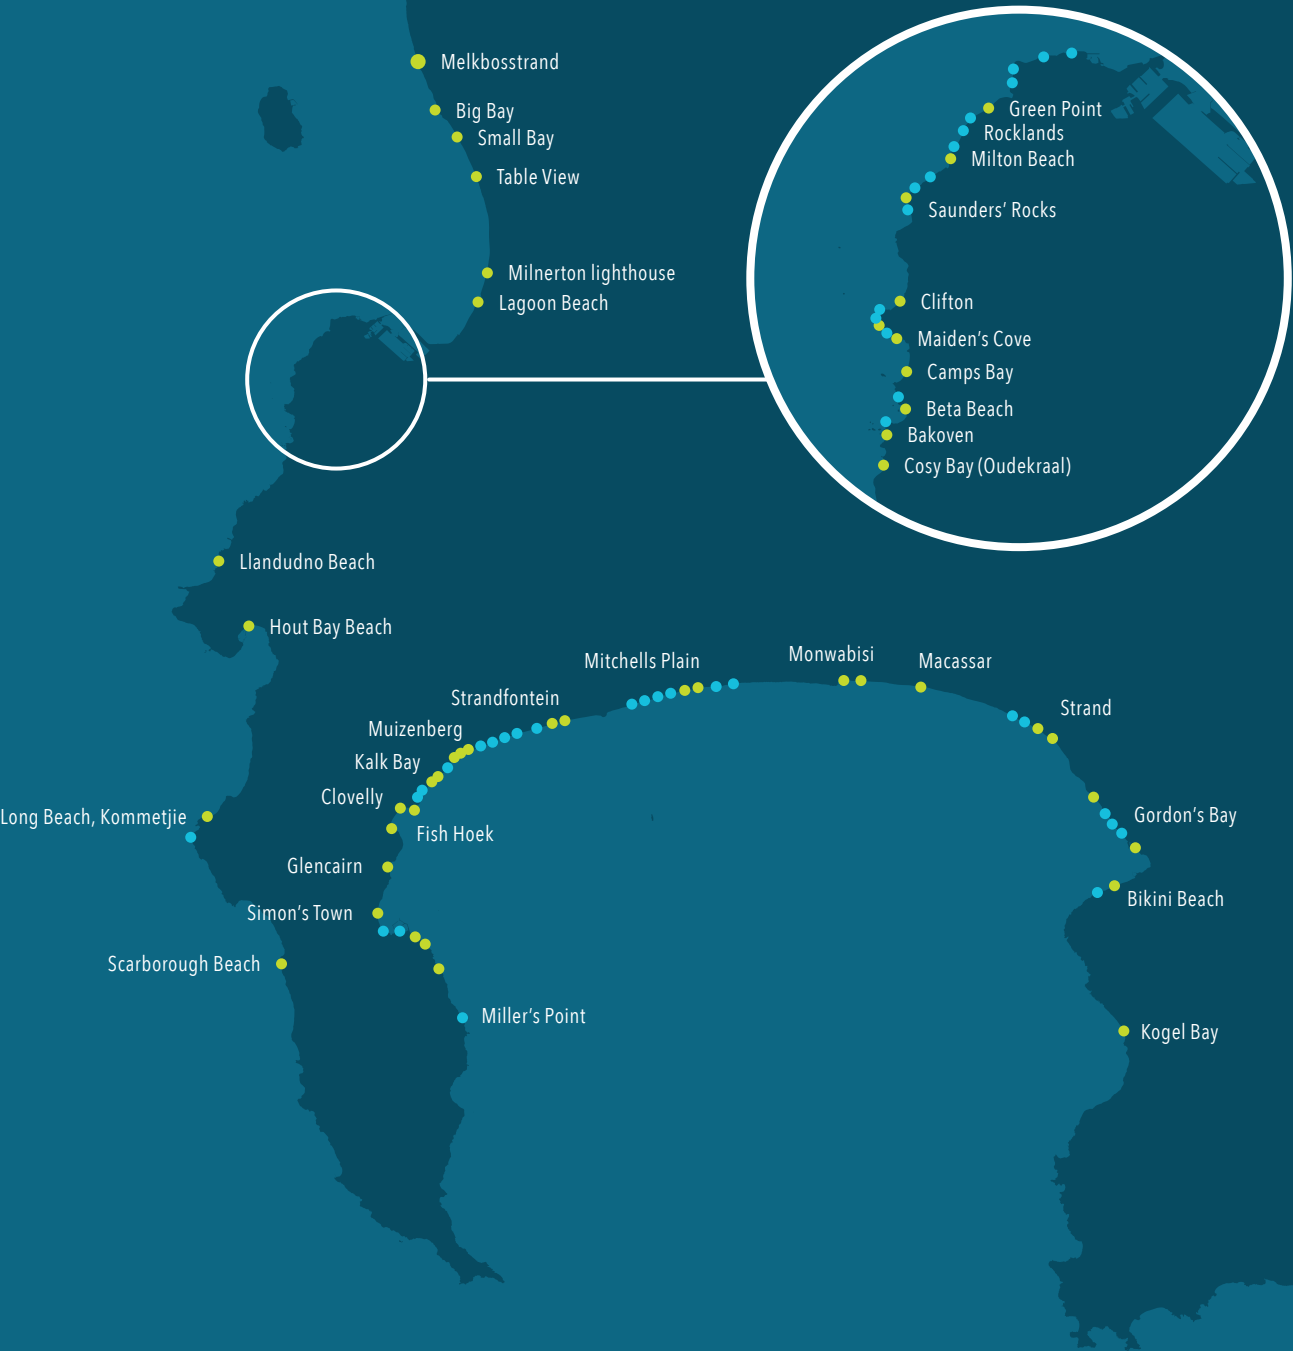 Melkbosstrand
Big Bay
Small Bay
Table View
Milnerton lighthouse
Lagoon Beach
Green Point
Rocklands
Milton Beach
Saunders’ Rocks
Clifton
Maiden’s Cove
Camps Bay
Beta Beach
Bakoven
Cosy Bay (Oudekraal)
Llandudno Beach
Hout Bay Beach
Mitchells Plain
Monwabisi
Macassar
Strandfontein
Strand
Muizenberg
Kalk Bay
Clovelly
Long Beach, Kommetjie
Gordon’s Bay
Fish Hoek
Glencairn
Bikini Beach
Simon’s Town
Scarborough Beach
Miller’s Point
Kogel Bay